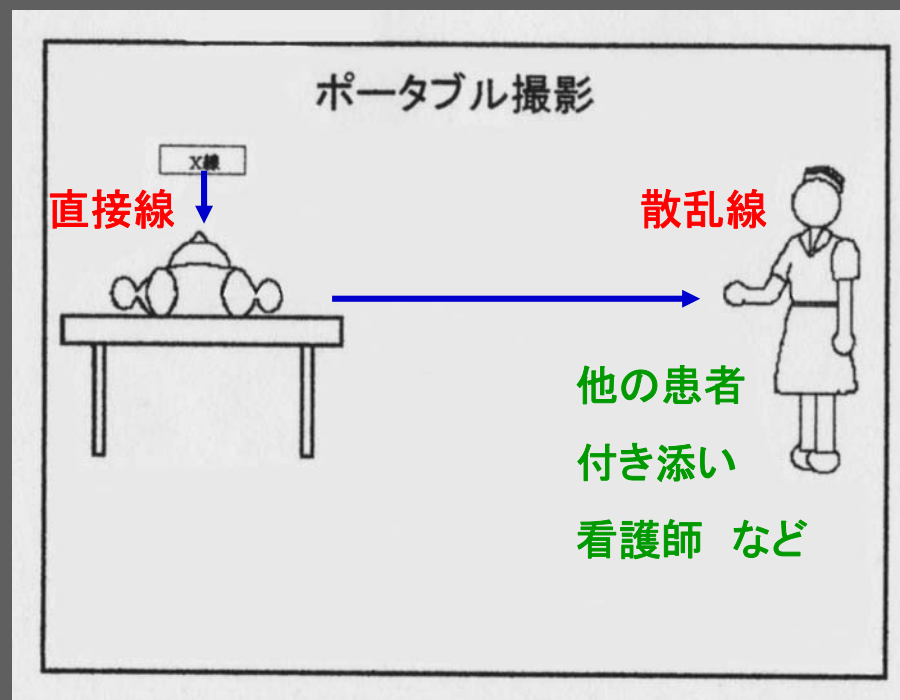 ポータブル撮影
X線
直接線
散乱線
他の患者
付き添い
看護師　など